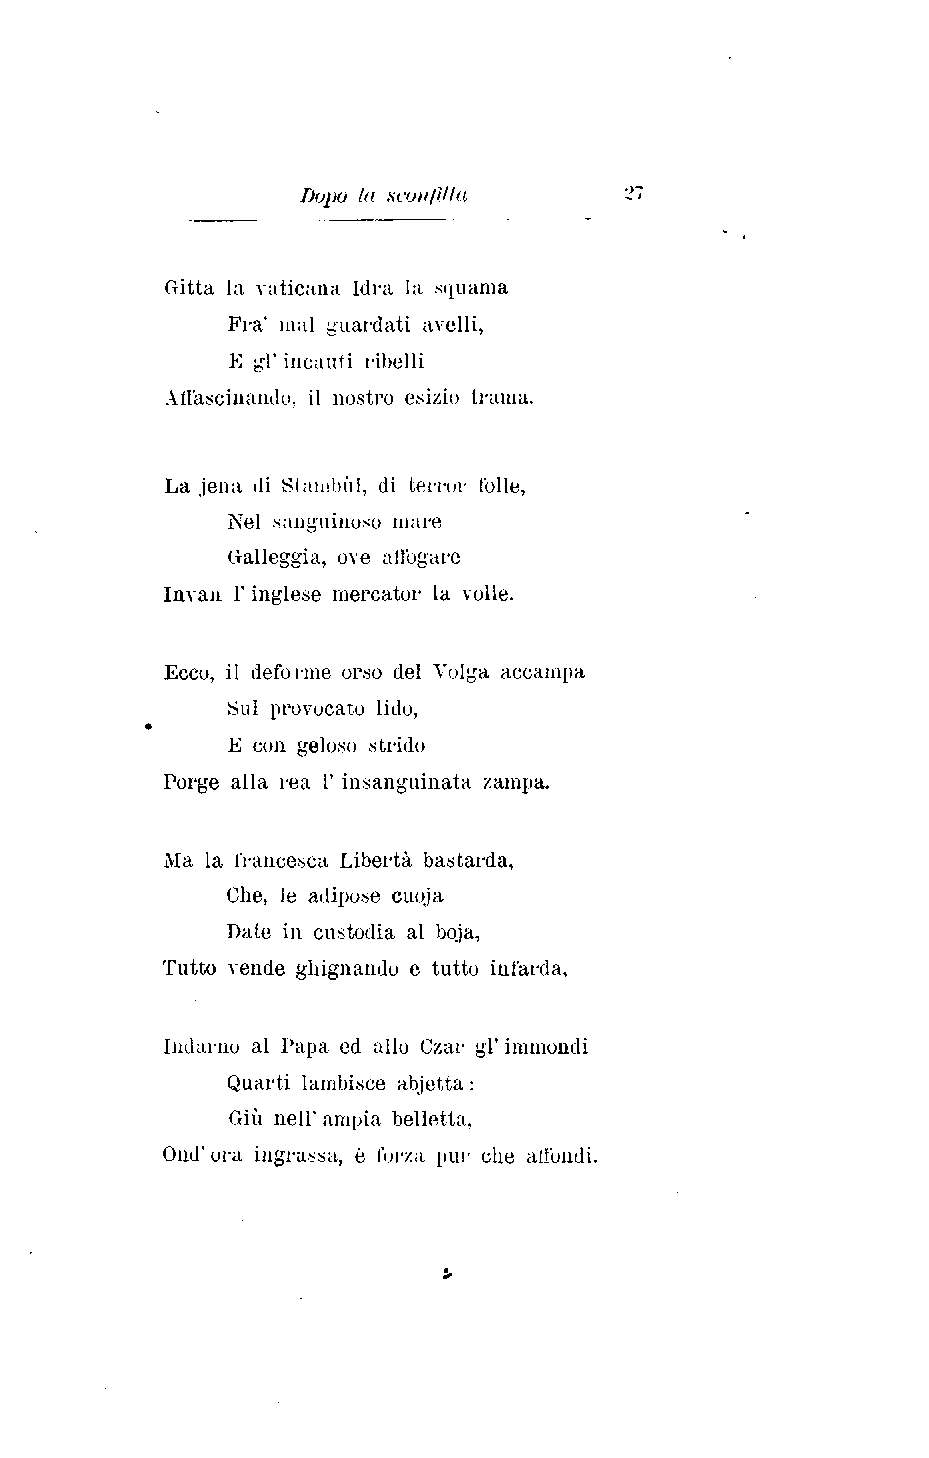 Dopo la sconfitta 27
Gitta la vaticana Idra la squama
Fra' mal guardati avelli,
E gl' incauti ribelli
Affascinando, il nostro esizio trama.
La jena di Stambùl, di terror folle,
Nel sanguinoso mare
Galleggia, ove affogare
Invan l' inglese mercator la volle.
Ecco, il deforme orso del Volga accampa
Sul provocato lido,
E con geloso strido
Porge alla rea l' insanguinata zampa.
Ma la francesca Libertà bastarda,
Che, le adipose cuoja
Date in custodia al boja,
Tutto vende ghignando e tutto infarda,
Indarno al Papa ed allo Czar gl' immondi
Quarti lambisce abjetta:
Giù nell' ampia belletta,
Ond' ora ingrassa, è forza pur che affondi.